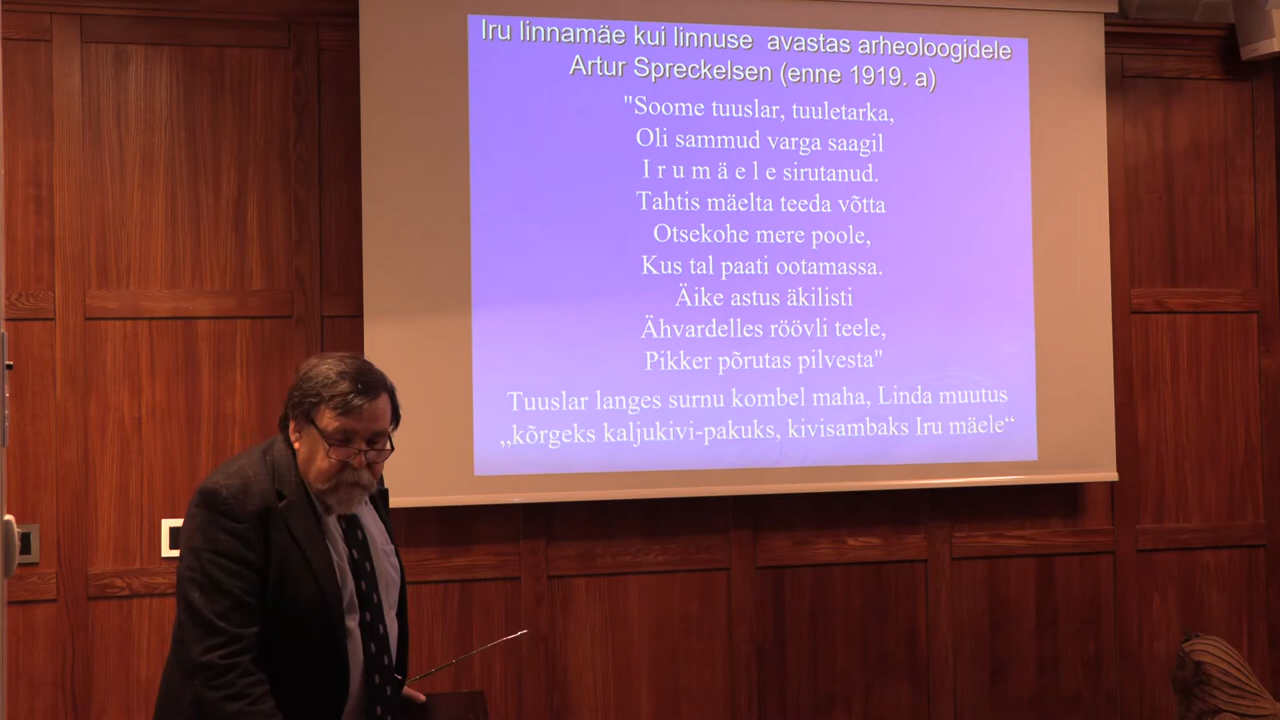 Iru linnamäe kui linnuse avastas arheoloogidele
Artur Spreckelsen (enne 1919. a)
"Soome tuuslar, tuuletarka,
Oli sammud varga saagil
I r u m ä e l e sirutanud.
Tahtis mäelta teeda võtta
Otsekohe mere poole,
Kus tal paati ootamassa.
Äike astus äkilisti
Ähvardelles röövli teele,
Pikker põrutas pilvesta"
Tuuslar langes surnu kombel maha, Linda muutus
„kõrgeks kaljukivi-pakuks, kivisambaks Iru mäele“